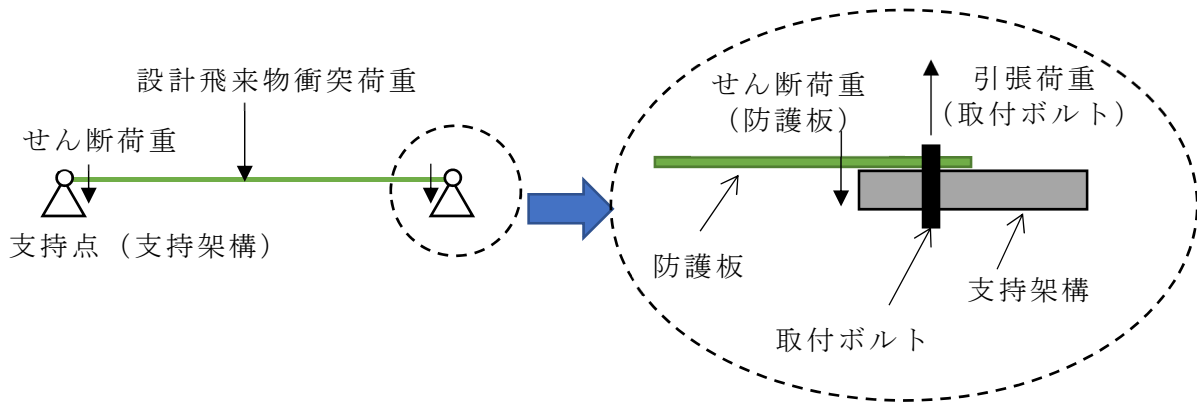 設計飛来物衝突荷重
せん断荷重
支持点（支持架構）
せん断荷重
（防護板）
引張荷重
（取付ボルト）
防護板
支持架構
取付ボルト